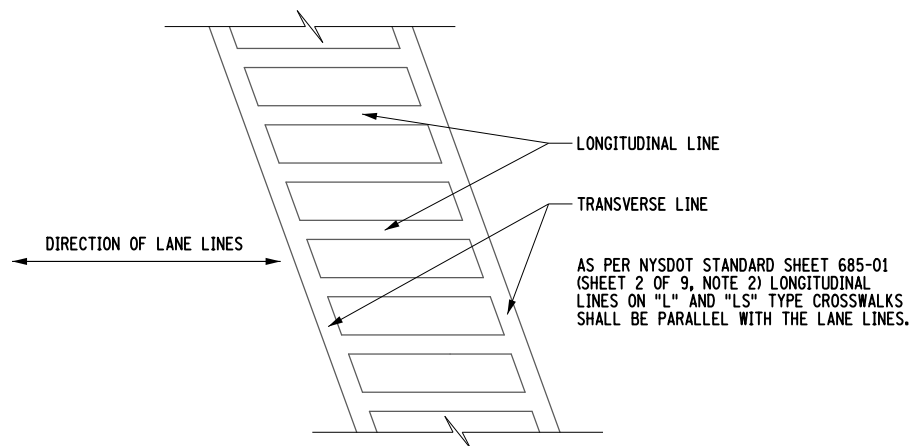 LONGITUDINAL LINE
TRANSVERSE LINE
DIRECTION OF LANE LINES
AS PER NYSDOT STANDARD SHEET 685-01
(SHEET 2 OF 9, NOTE 2) LONGITUDINAL
LINES ON "L" AND "LS" TYPE CROSSWALKS
SHALL BE PARALLEL WITH THE LANE LINES.